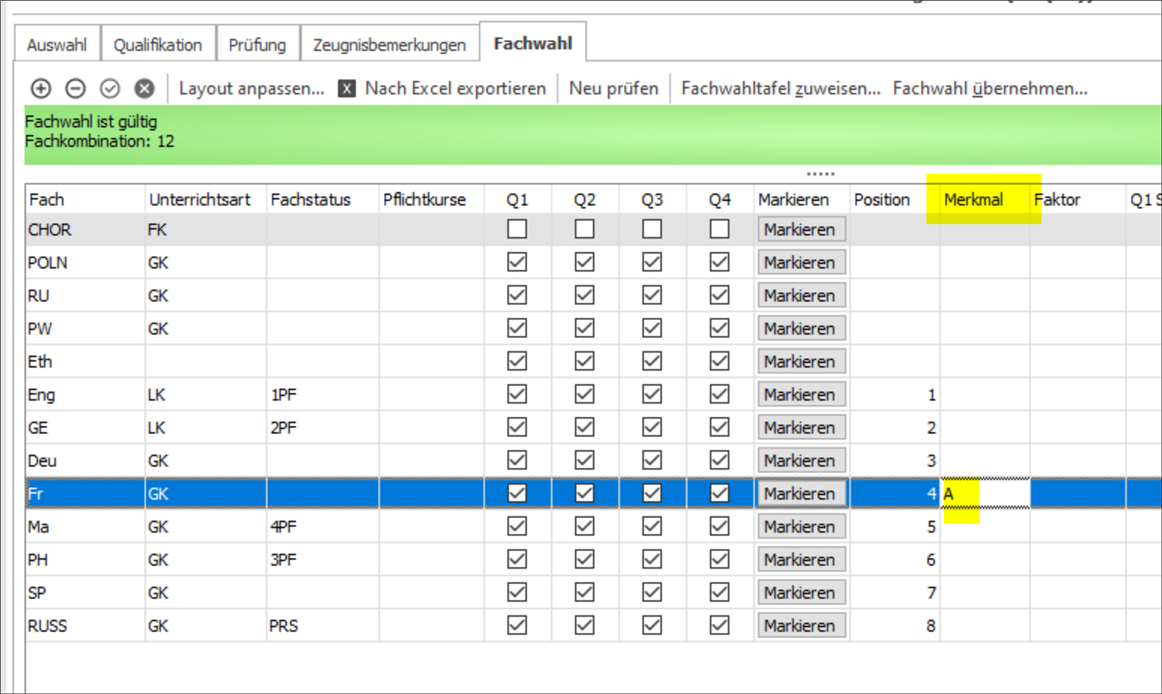 Auswahl Qualifikation Prüfung Zeugnisbemerkungen Fachwahl
Layout anpassen... X Nach Excel exportieren Neu prüfen Fachwahltafel zuweisen... Fachwahl übernehmen...
Fachwahl ist gültig
Fachkombination: 12
Fach Unterrichtsart Fachstatus Pflichtkurse Q1 Q2 Q3 Q4 Markieren Position Merkmal Faktor Q1 S
CHOR FK Markieren
POLN GK Markieren
RU GK Markieren
PW GK Markieren
Eth Markieren
Eng LK 1PF Markieren 1
GE LK 2PF Markieren 2
Deu GK Markieren 3
Fr GK Markieren 4 A
Ma GK 4PF Markieren 5
PH GK 3PF Markieren 6
SP GK Markieren 7
RUSS GK PRS Markieren 8